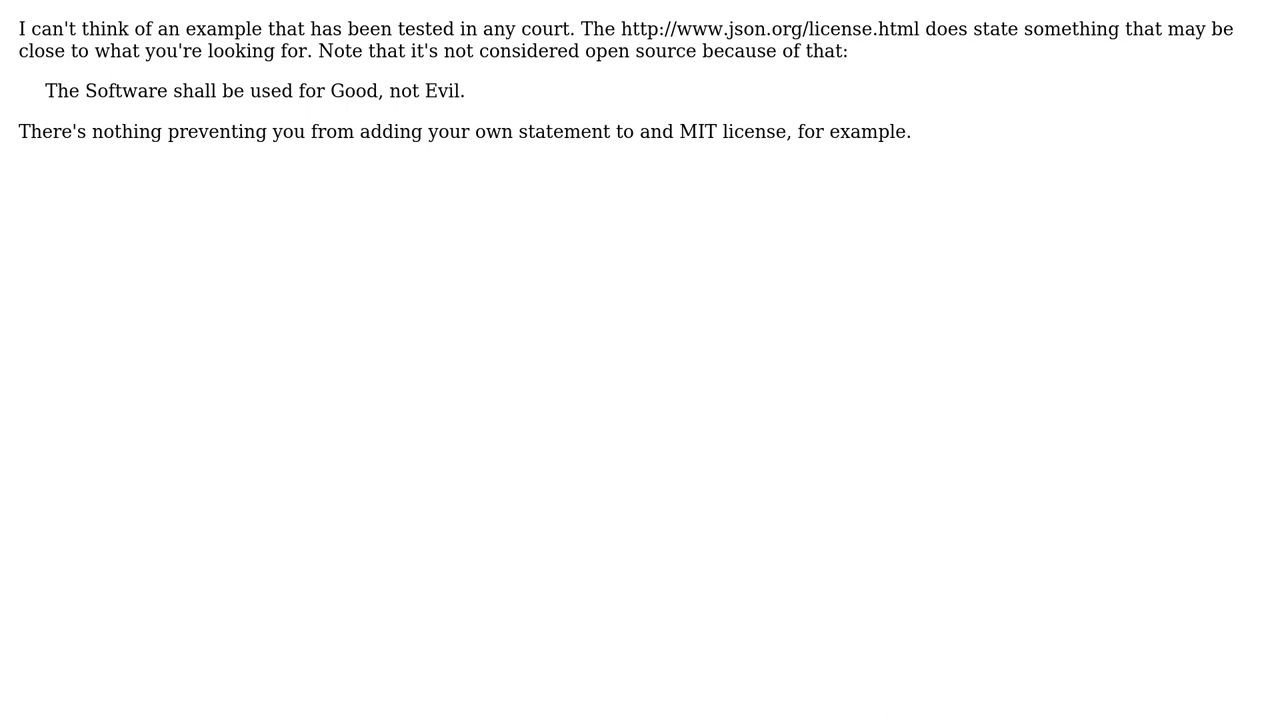 I can't think of an example that has been tested in any court. The http://www.json.org/license.html does state something that may be
close to what you're looking for. Note that it's not considered open source because of that:
The Software shall be used for Good, not Evil.
There's nothing preventing you from adding your own statement to and MIT license, for example.